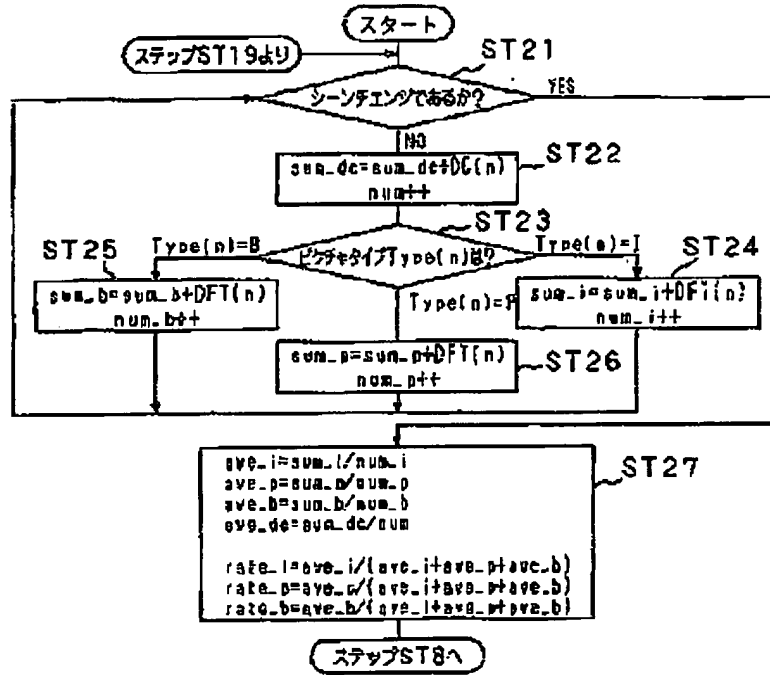 スタート
ステップST19より
ST21
シーンチェンジであるか?
YES
NO
ST22
sum_dc=sum_dc+DC(n)
num++
ST23
ピクチャタイプType(n)は?
Type(n)=B
Type(n)=I
Type(n)=P
ST25
sum_b=sum_b+DFT(n)
num_b++
ST24
sum_i=sum_i+DFT(n)
num_i++
sum_p=sum_p+DFT(n)
num_p++
ST26
ave_i=sum_i/num_i
ave_p=sum_p/num_p
ave_b=sum_b/num_b
avg_dc=sum_dc/num
rate_i=ave_i/(ave_i+ave_p+ave_b)
rate_p=ave_p/(ave_i+ave_p+ave_b)
rate_b=ave_b/(ave_i+ave_p+ave_b)
ST27
ステップST8へ